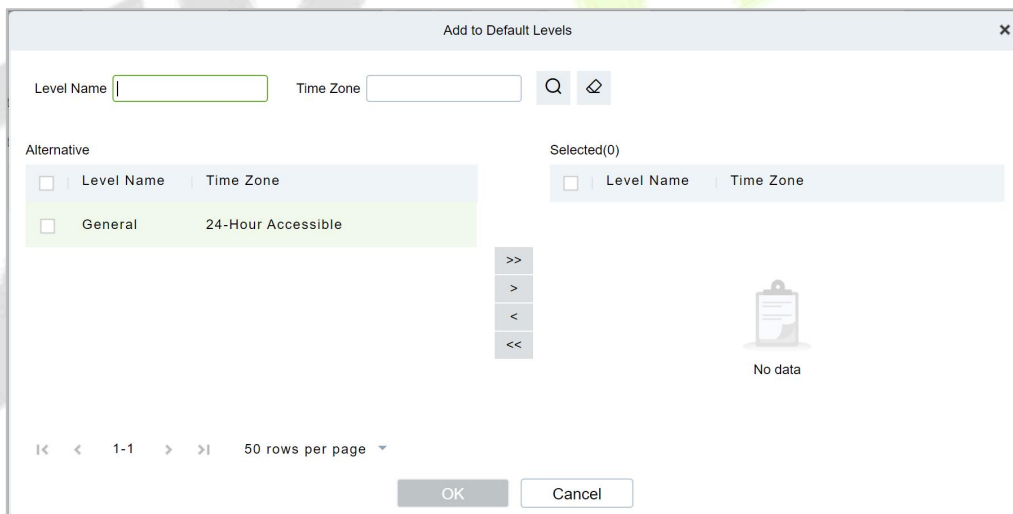 Add to Default Levels ×
Level Name Time Zone
Alternative
Selected(0)
Level Name Time Zone
Level Name Time Zone
General 24-Hour Accessible
>>
>
<
<<
No data
|< < 1-1 > >| 50 rows per page
OK Cancel